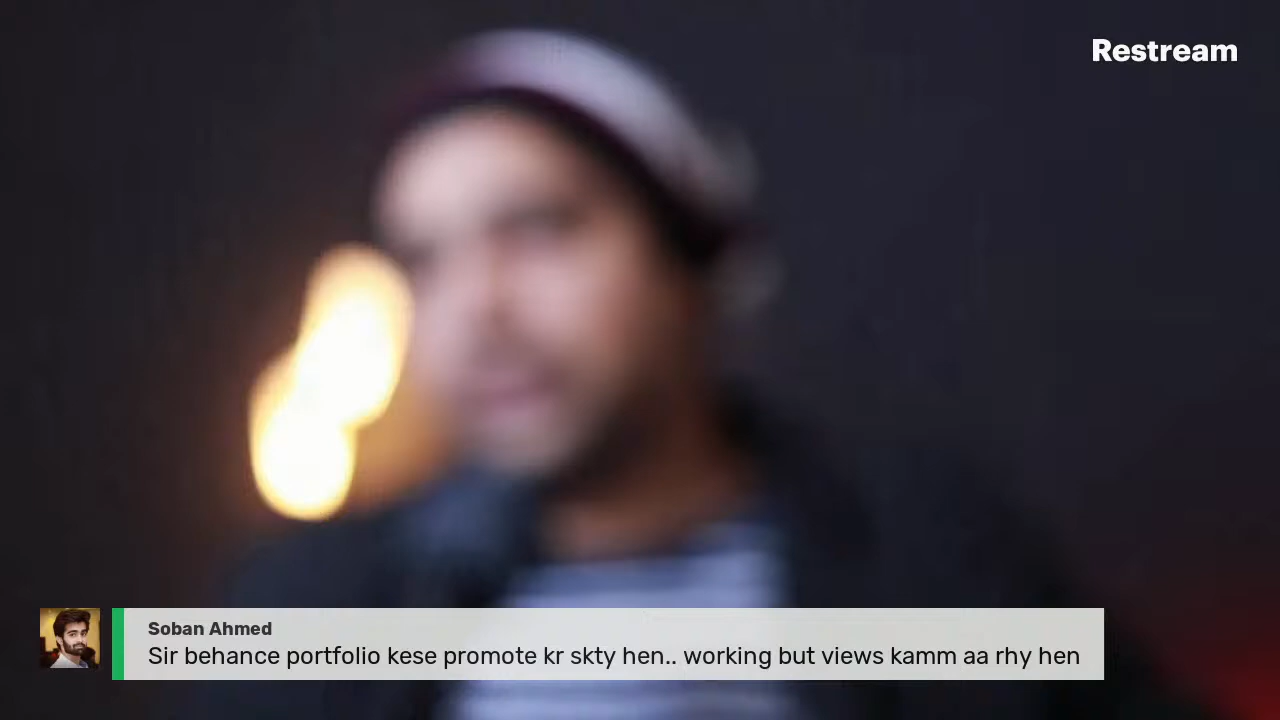 Restream
Soban Ahmed
Sir behance portfolio kese promote kr skty hen.. working but views kamm aa rhy hen